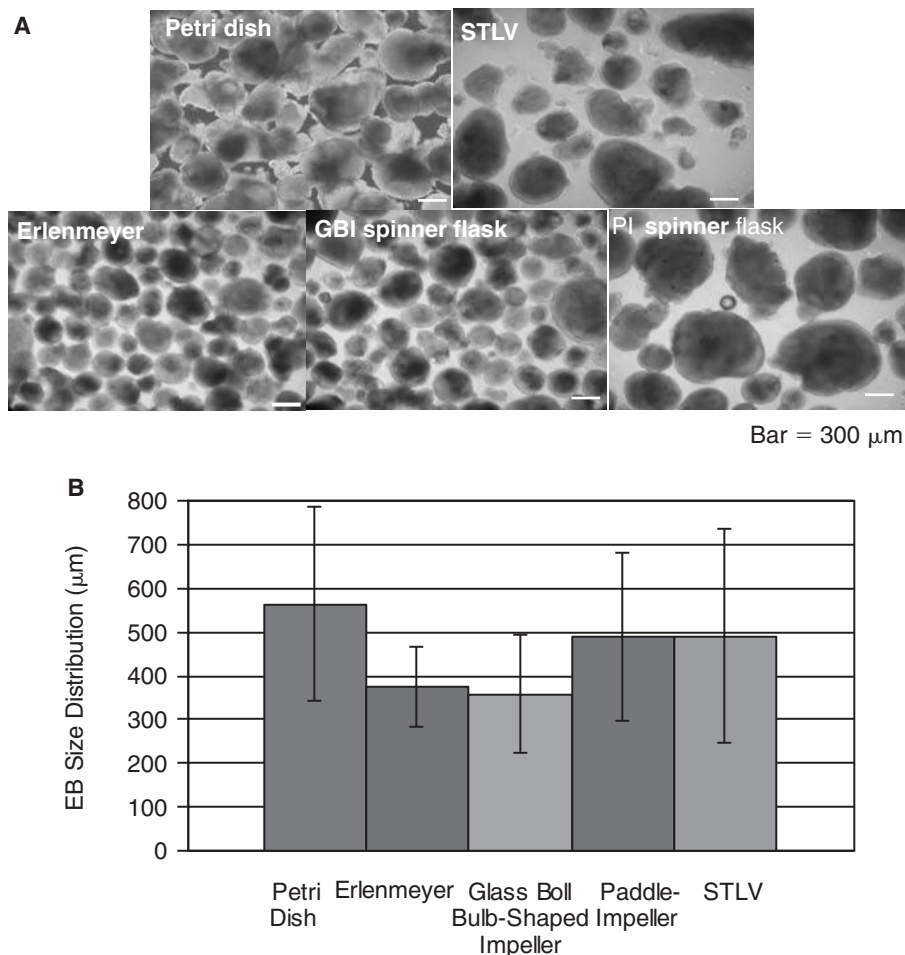 A
Petri dish
STLV
Erlenmeyer
GBI spinner flask
PI spinner flask
Bar = 300 μm
B
EB Size Distribution (μm)
800
700
600
500
400
300
200
100
0
Petri Dish
Erlenmeyer
Glass Boll Bulb-Shaped Impeller
Paddle-Impeller
STLV